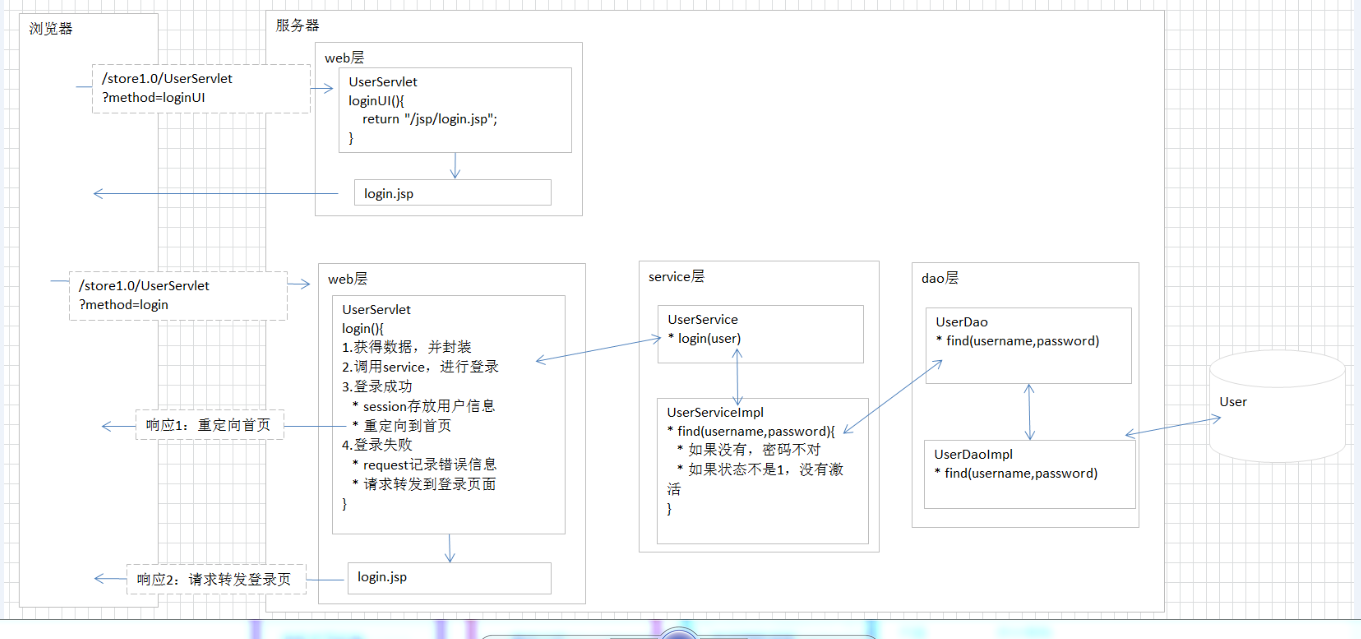 浏览器
服务器
/store1.0/UserServlet
?method=loginUI
web层
UserServlet
loginUI(){
return "/jsp/login.jsp";
}
login.jsp
/store1.0/UserServlet
?method=login
web层
UserServlet
login(){
1.获得数据，并封装
2.调用service，进行登录
3.登录成功
* session存放用户信息
* 重定向到首页
4.登录失败
* request记录错误信息
* 请求转发到登录页面
}
login.jsp
响应1：重定向首页
响应2：请求转发登录页
service层
UserService
* login(user)
UserServiceImpl
* find(username,password){
* 如果没有，密码不对
* 如果状态不是1，没有激
活
}
dao层
UserDao
* find(username,password)
UserDaoImpl
* find(username,password)
User